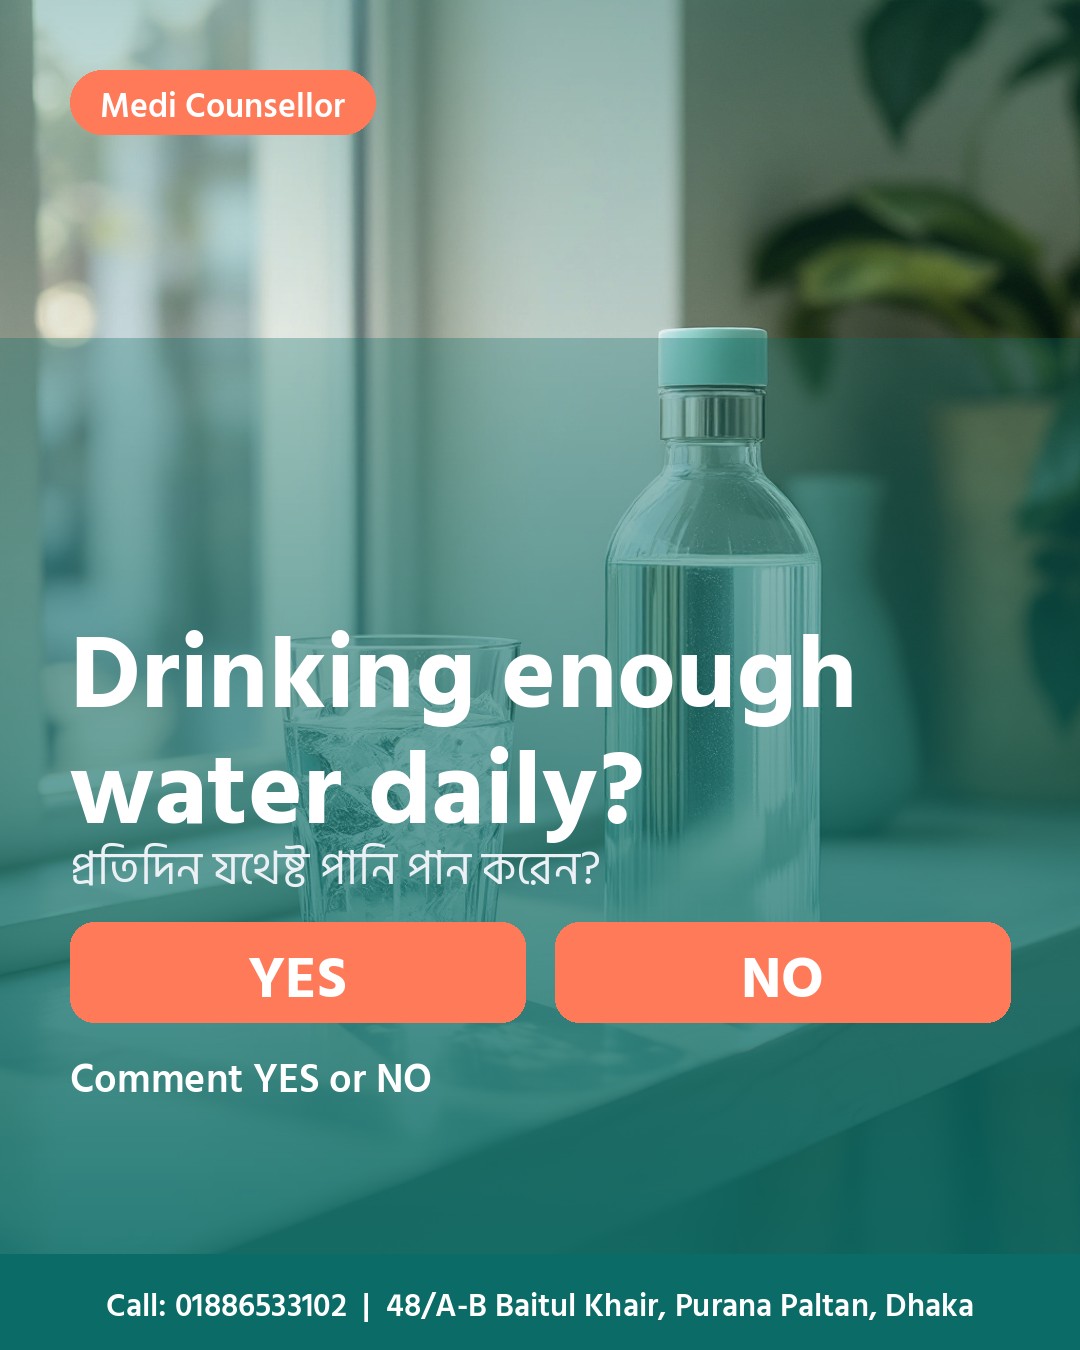 Medi Counsellor
Drinking enough
water daily?
প্রতিদিন যথেষ্ট পানি পান করেন?
YES
NO
Comment YES or NO
Call: 01886533102 | 48/A-B Baitul Khair, Purana Paltan, Dhaka